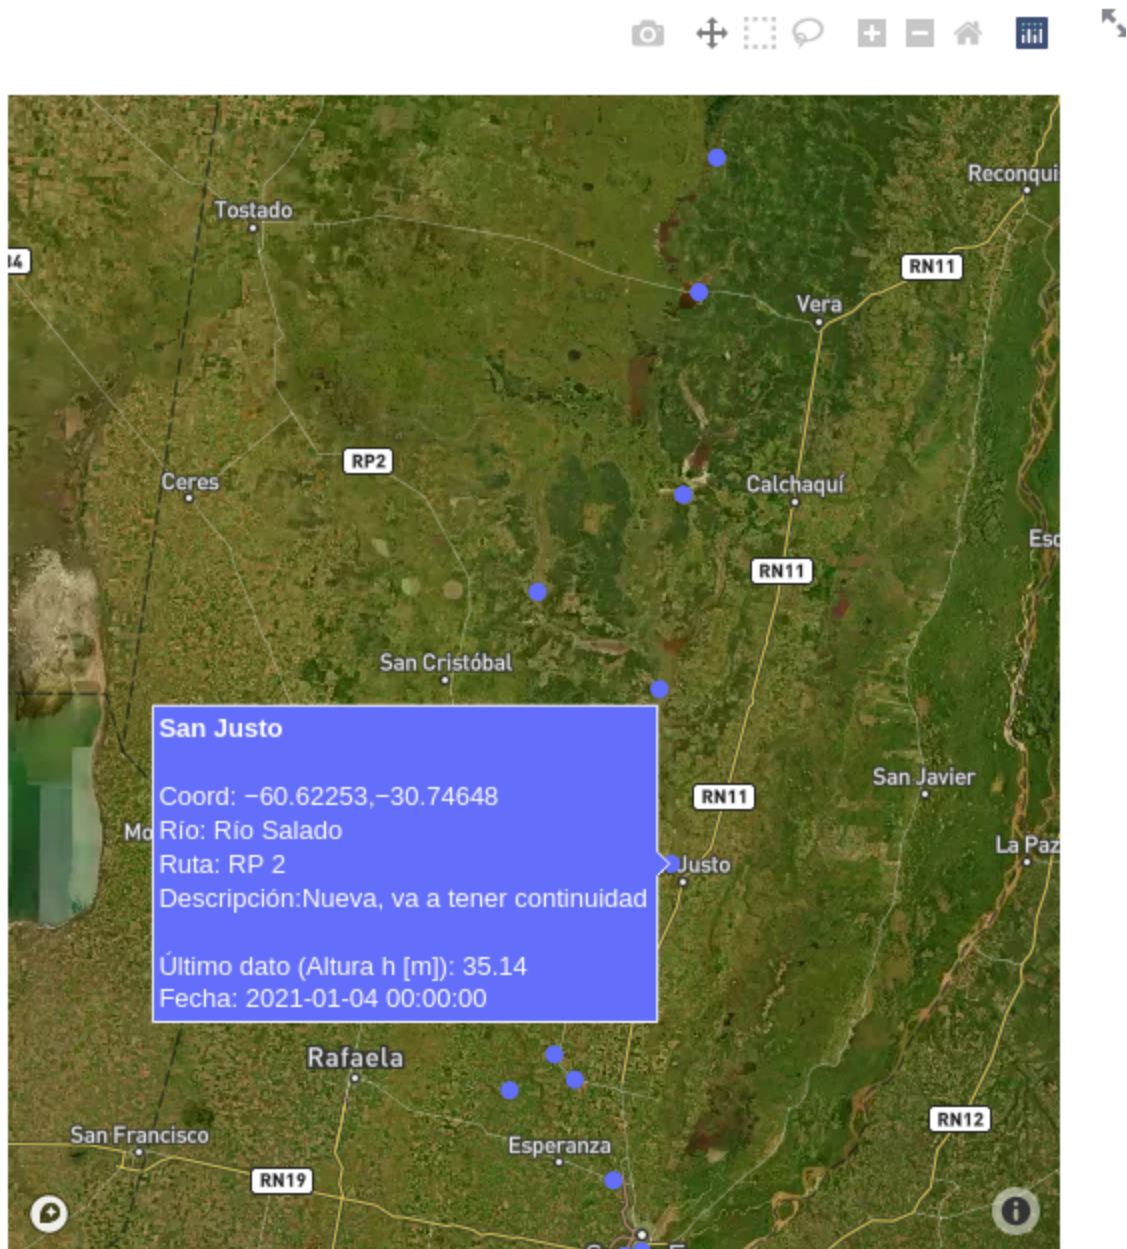 Reconqui
Tostado
34
RN11
Vera
RP2
Ceres
Calchaquí
RN11
San Cristóbal
San Justo
Coord: −60.62253,−30.74648
Río: Río Salado
Ruta: RP 2
Descripción:Nueva, va a tener continuidad
Último dato (Altura h [m]): 35.14
Fecha: 2021-01-04 00:00:00
San Javier
RN11
Mo
La Paz
Justo
Rafaela
RN12
San Francisco
Esperanza
RN19